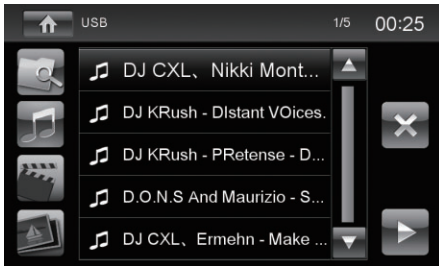 USB 1/5 00:25
DJ CXL、Nikki Mont...
DJ KRush - DIstant VOices.
DJ KRush - PRetense - D...
D.O.N.S And Maurizio - S...
DJ CXL、Ermehn - Make ...